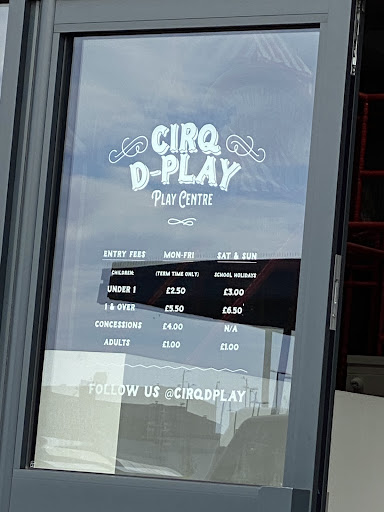 CIRQ
D-PLAY
PLAY CENTRE
ENTRY FEES MON-FRI SAT & SUN
CHILDREN: (TERM TIME ONLY) SCHOOL HOLIDAYS
UNDER 1 £2.50 £3.00
1 & OVER £5.50 £6.50
CONCESSIONS £4.00 N/A
ADULTS £1.00 £1.00
FOLLOW US @CIRQDPLAY